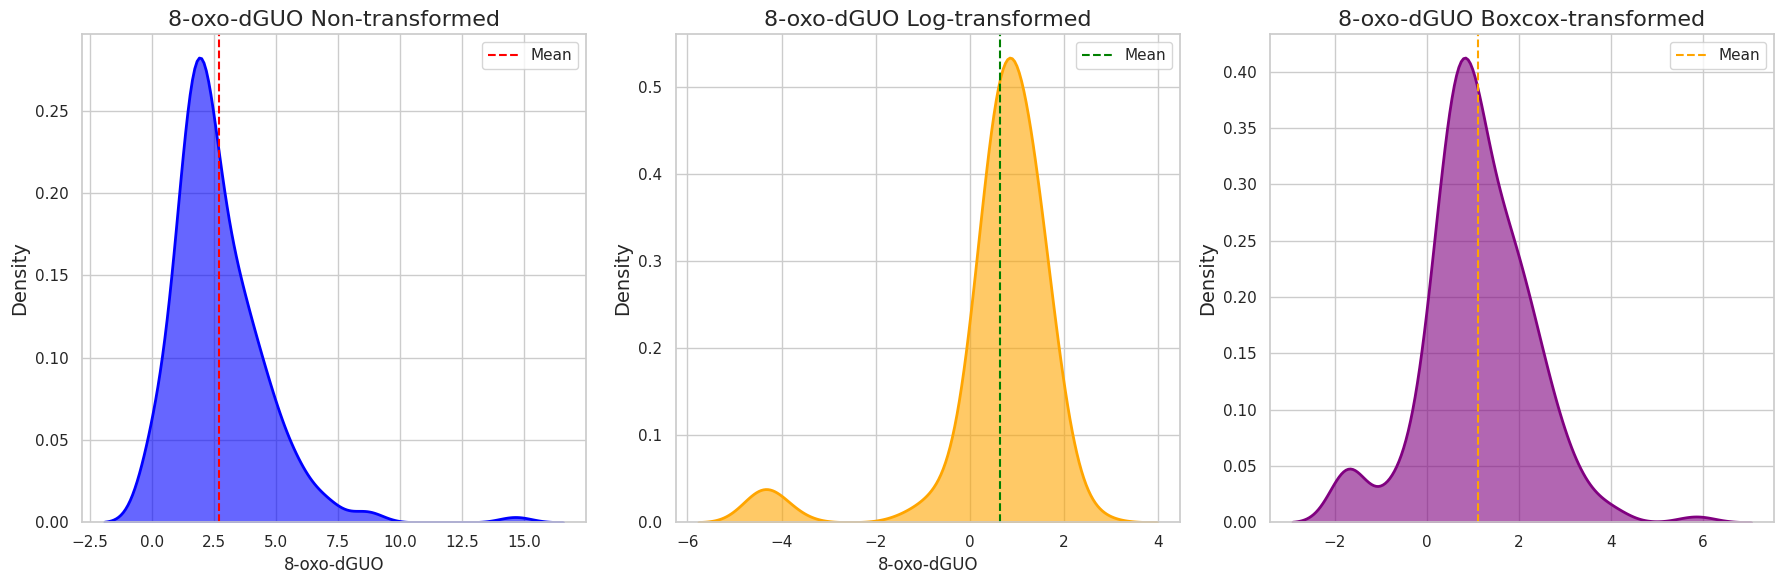 8-oxo-dGUO Non-transformed
Mean
Density
0.25
0.20
0.15
0.10
0.05
0.00
−2.5 0.0 2.5 5.0 7.5 10.0 12.5 15.0
8-oxo-dGUO
8-oxo-dGUO Log-transformed
Mean
Density
0.5
0.4
0.3
0.2
0.1
0.0
−6 −4 −2 0 2 4
8-oxo-dGUO
8-oxo-dGUO Boxcox-transformed
Mean
Density
0.40
0.35
0.30
0.25
0.20
0.15
0.10
0.05
0.00
−2 0 2 4 6